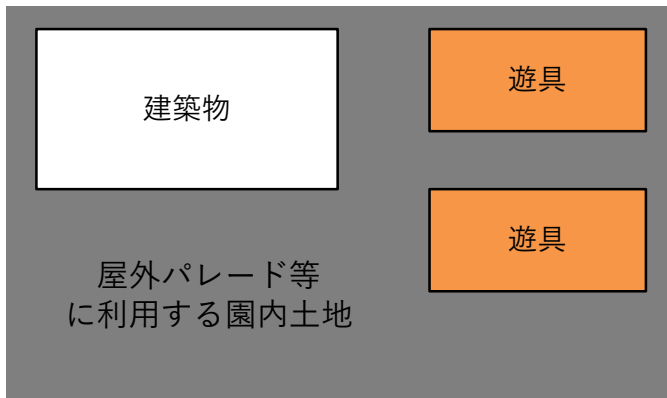 建築物
遊具
遊具
屋外パレード等
に利用する園内土地